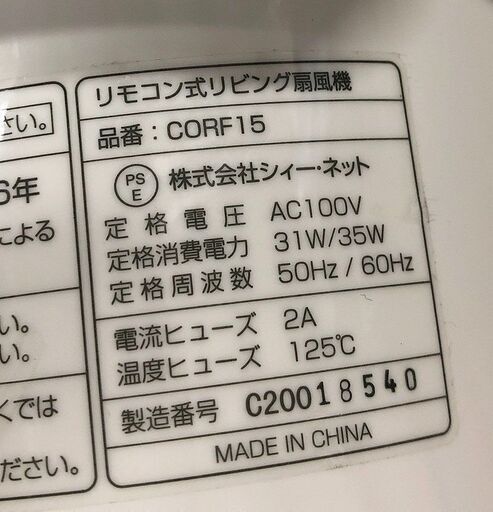 さい。
6年
による
い。
い。
くでは
ださい。
リモコン式リビング扇風機
品番：CORF15
PS E 株式会社シィー・ネット
定格電圧 AC100V
定格消費電力 31W/35W
定格周波数 50Hz / 60Hz
電流ヒューズ 2A
温度ヒューズ 125℃
製造番号 C20018540
MADE IN CHINA